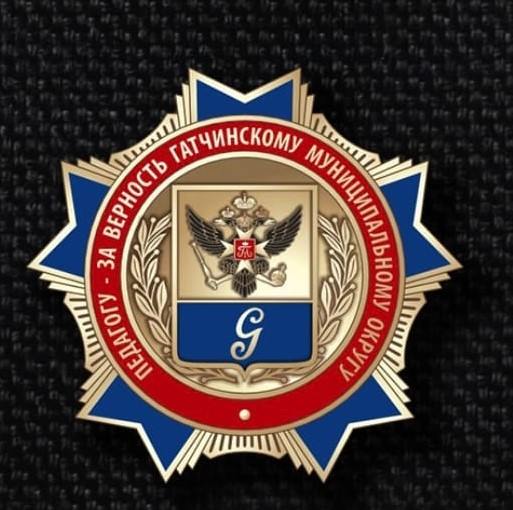 ПЕДАГОГУ - ЗА ВЕРНОСТЬ ГАТЧИНСКОМУ МУНИЦИПАЛЬНОМУ ОКРУГУ
G